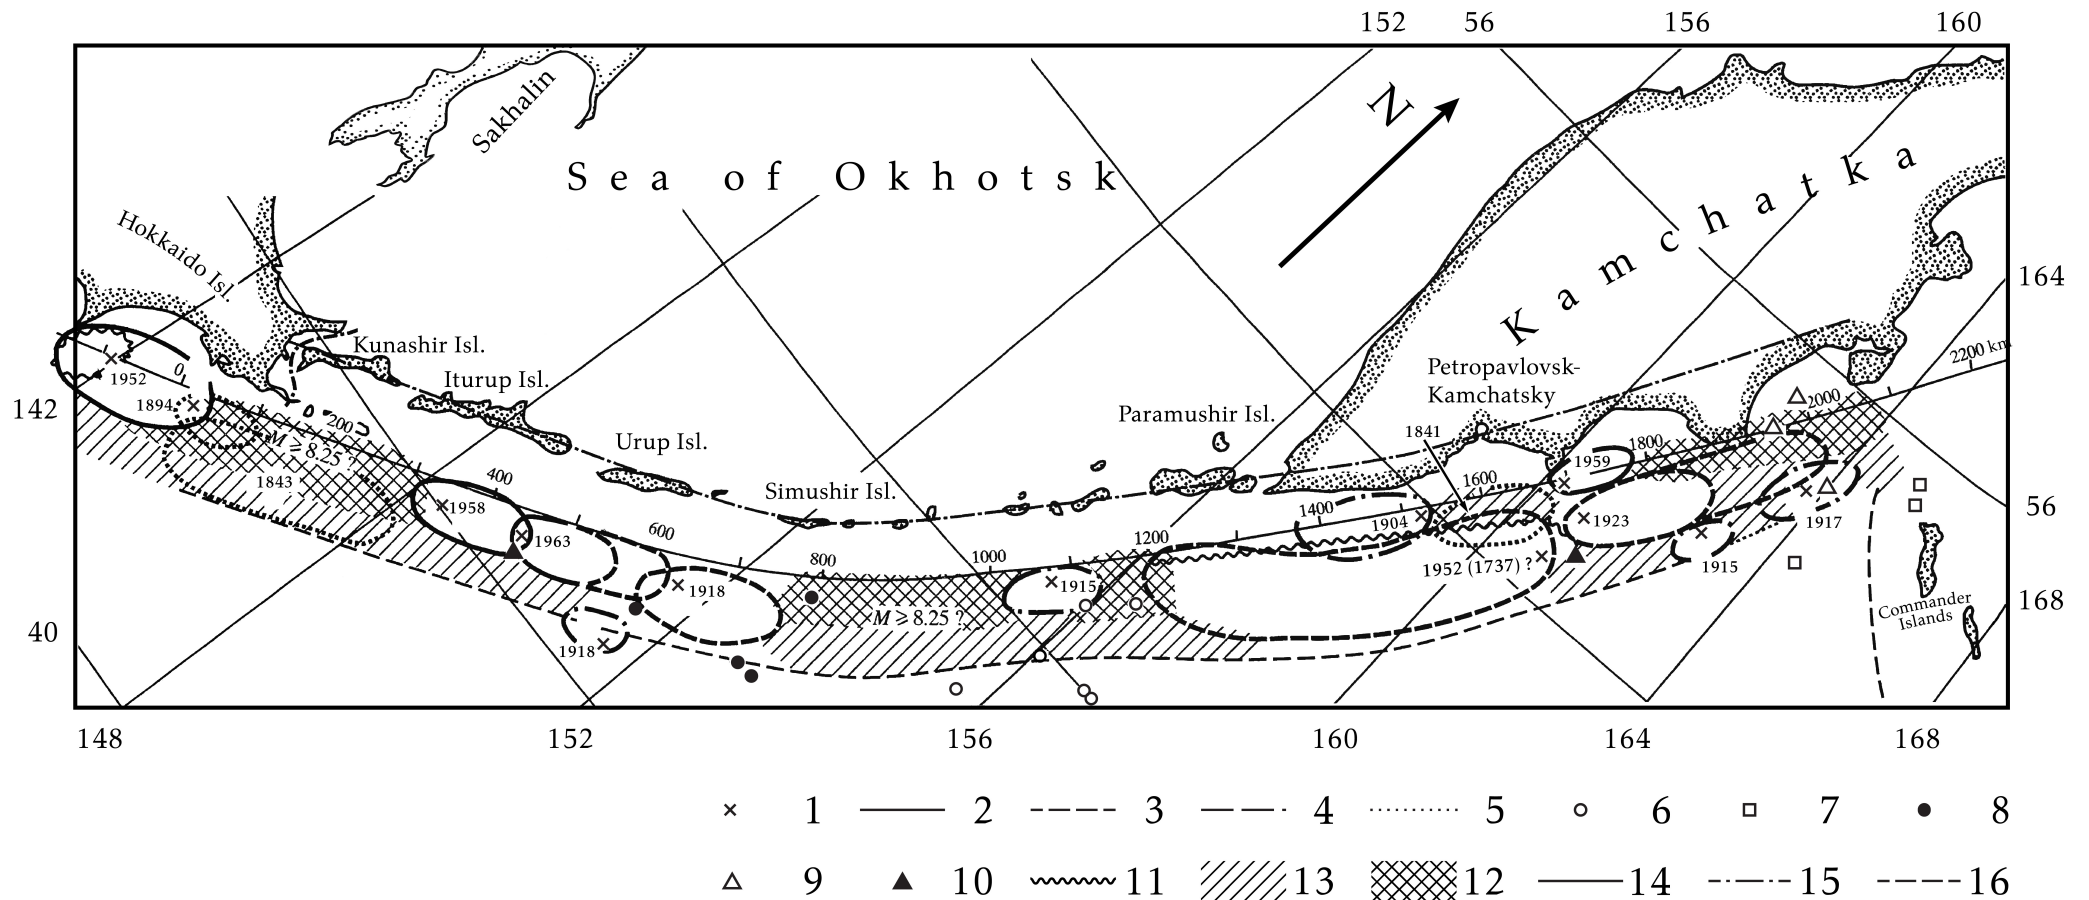 152 56 156 160
Sakhalin
N
Sea of Okhotsk
Kamchatka
Hokkaido Isl.
164
Kunashir Isl.
Petropavlovsk-
Kamchatsky
2200 km
1952
0
Iturup Isl.
142
1894
200
Paramushir Isl.
2000
M ⩾ 8.25 ?
Urup Isl.
1841
1800
1843
400
1959
1600
Simushir Isl.
1958
1400
1904
1923
1917
56
1963
600
1200
800
1000
1952 (1737) ?
1915
1918
1915
M ⩾ 8.25 ?
Commander
Islands
168
40
1918
148 152 156 160 164 168
1 2 3 4 5 6 7 8
9 10 11 13 12 14 15 16